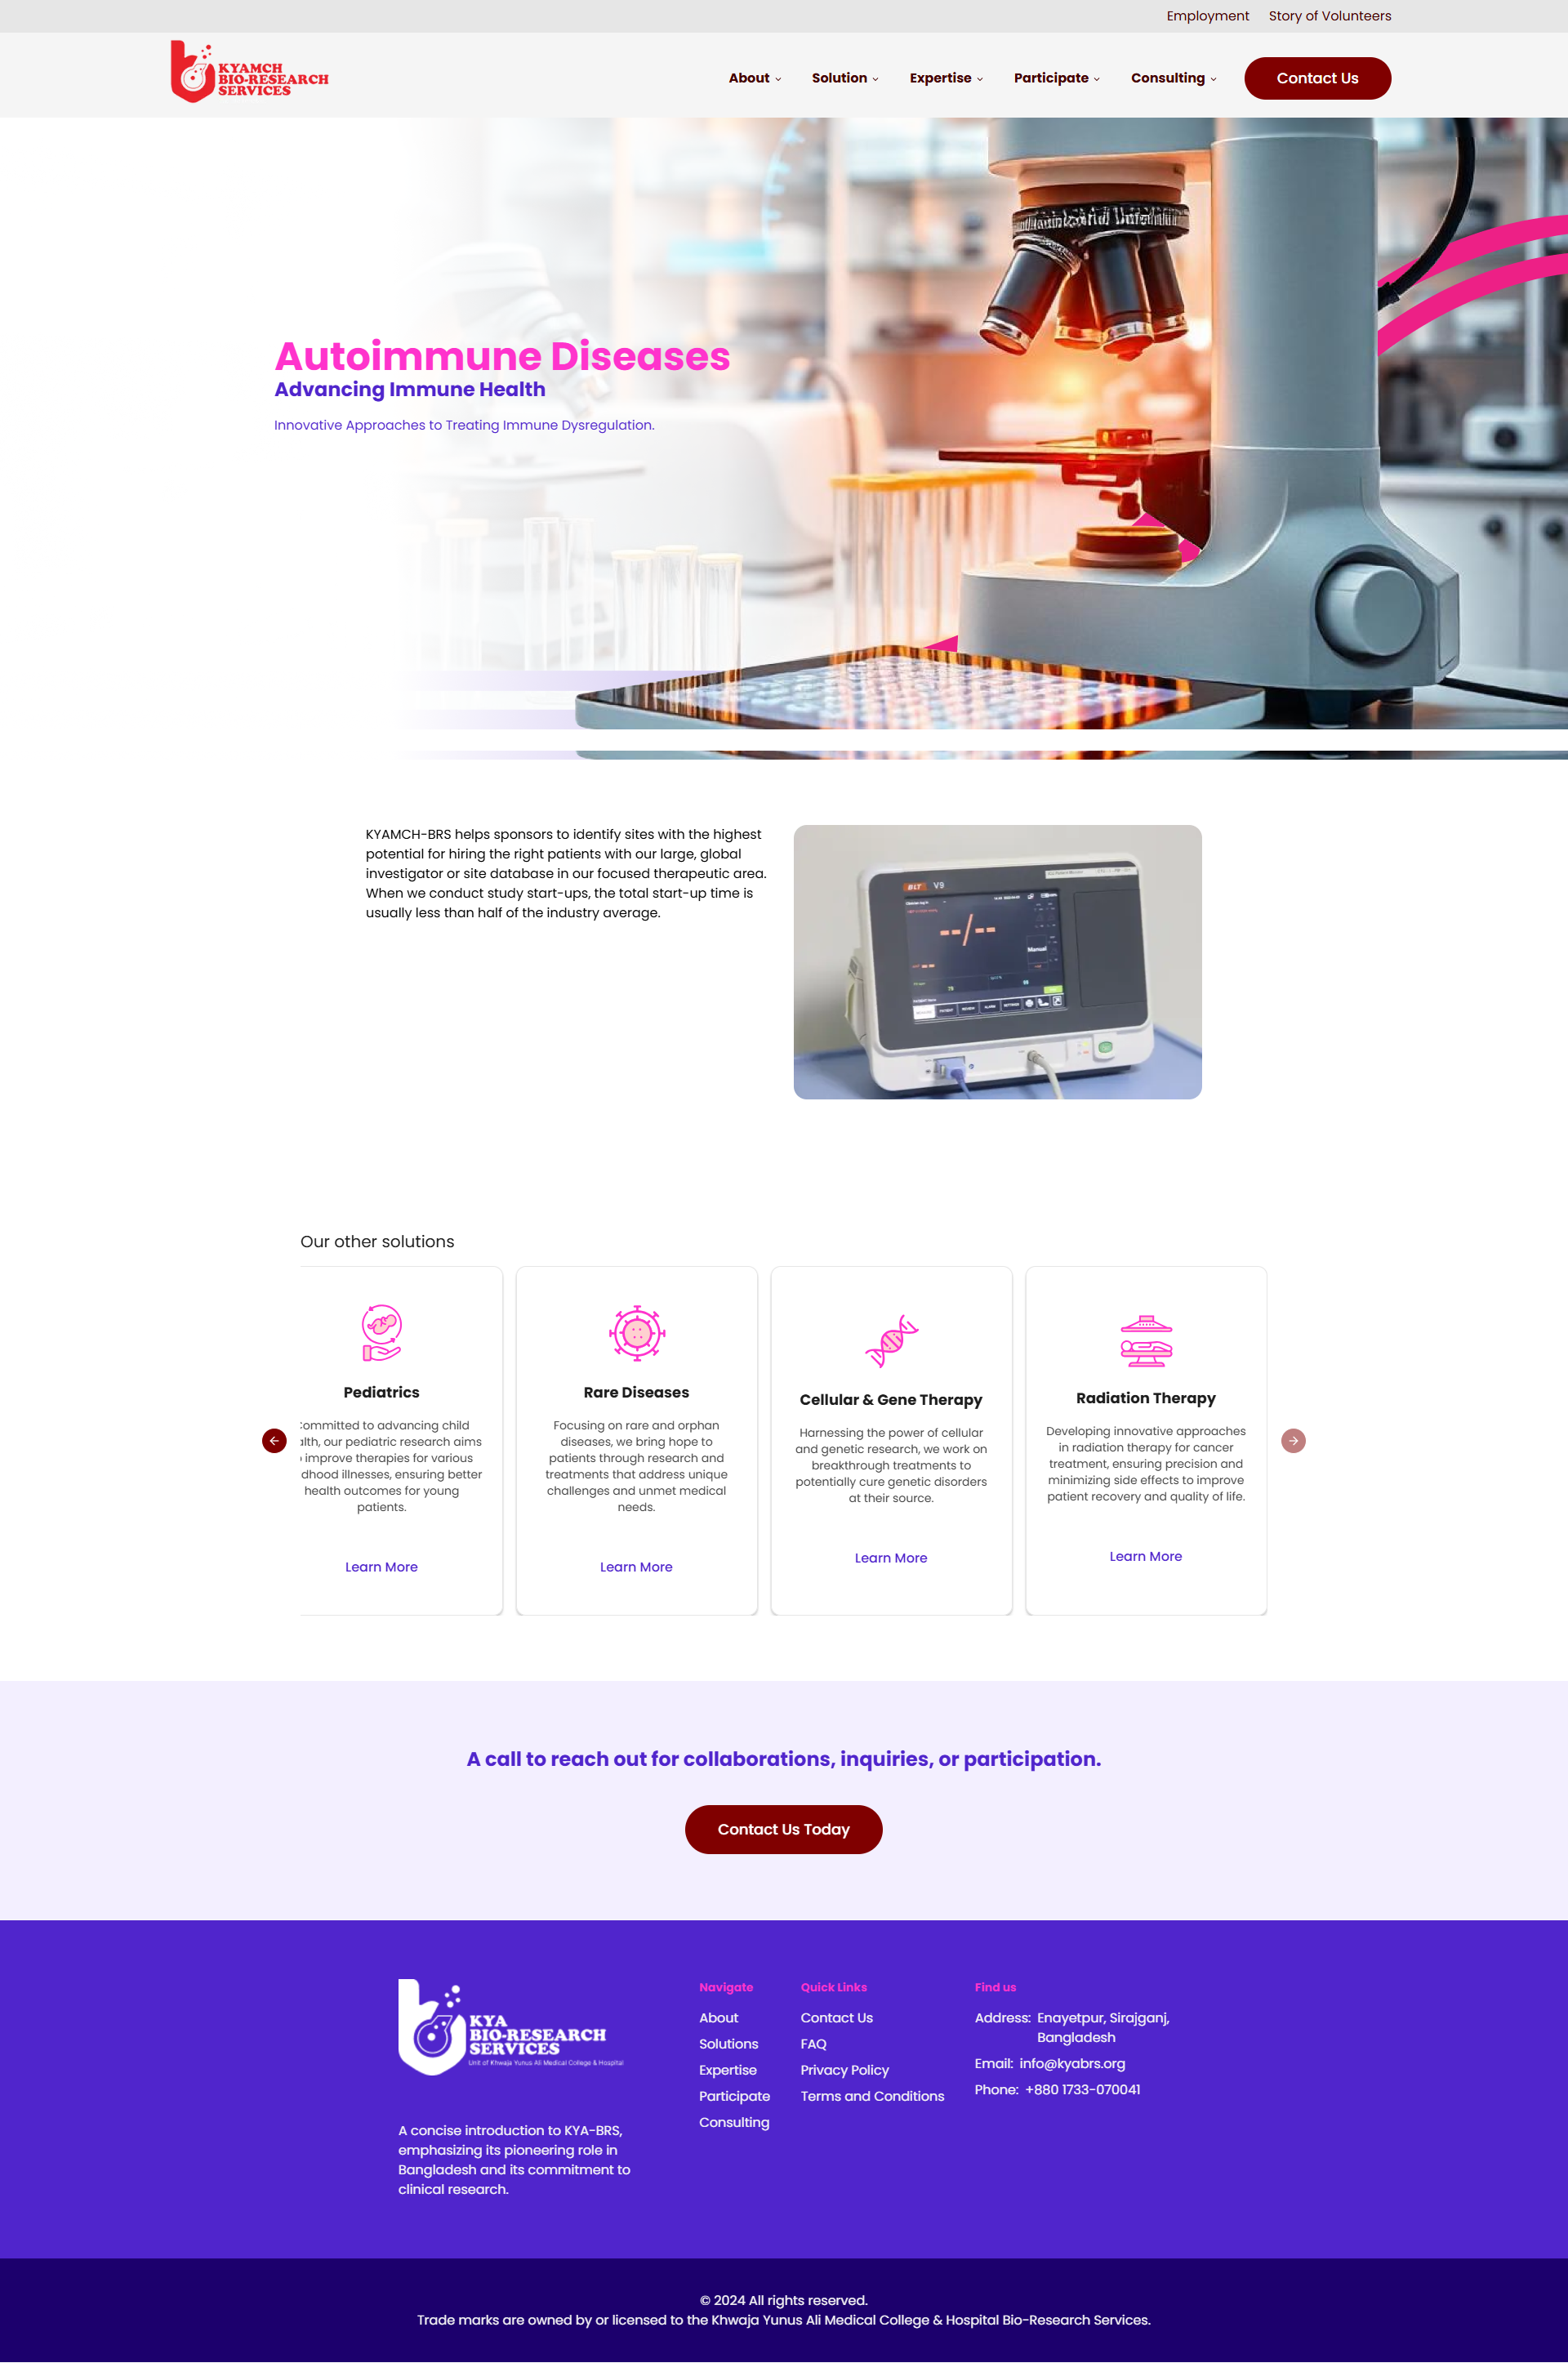 Employment Story of Volunteers
KYAMCH
BIO-RESEARCH
SERVICES
About Solution Expertise Participate Consulting Contact Us
Autoimmune Diseases
Advancing Immune Health
Innovative Approaches to Treating Immune Dysregulation.
KYAMCH-BRS helps sponsors to identify sites with the highest
potential for hiring the right patients with our large, global
investigator or site database in our focused therapeutic area.
When we conduct study start-ups, the total start-up time is
usually less than half of the industry average.
BLT V9
Manual
Our other solutions
Pediatrics
ommitted to advancing child
alth, our pediatric research aims
improve therapies for various
dhood illnesses, ensuring better
health outcomes for young
patients.
Learn More
Rare Diseases
Focusing on rare and orphan
diseases, we bring hope to
patients through research and
treatments that address unique
challenges and unmet medical
needs.
Learn More
Cellular & Gene Therapy
Harnessing the power of cellular
and genetic research, we work on
breakthrough treatments to
potentially cure genetic disorders
at their source.
Learn More
Radiation Therapy
Developing innovative approaches
in radiation therapy for cancer
treatment, ensuring precision and
minimizing side effects to improve
patient recovery and quality of life.
Learn More
A call to reach out for collaborations, inquiries, or participation.
Contact Us Today
KYA
BIO-RESEARCH
SERVICES
Unit of Khwaja Yunus Ali Medical College & Hospital
A concise introduction to KYA-BRS,
emphasizing its pioneering role in
Bangladesh and its commitment to
clinical research.
Navigate
About
Solutions
Expertise
Participate
Consulting
Quick Links
Contact Us
FAQ
Privacy Policy
Terms and Conditions
Find us
Address: Enayetpur, Sirajganj,
Bangladesh
Email: info@kyabrs.org
Phone: +880 1733-070041
© 2024 All rights reserved.
Trade marks are owned by or licensed to the Khwaja Yunus Ali Medical College & Hospital Bio-Research Services.